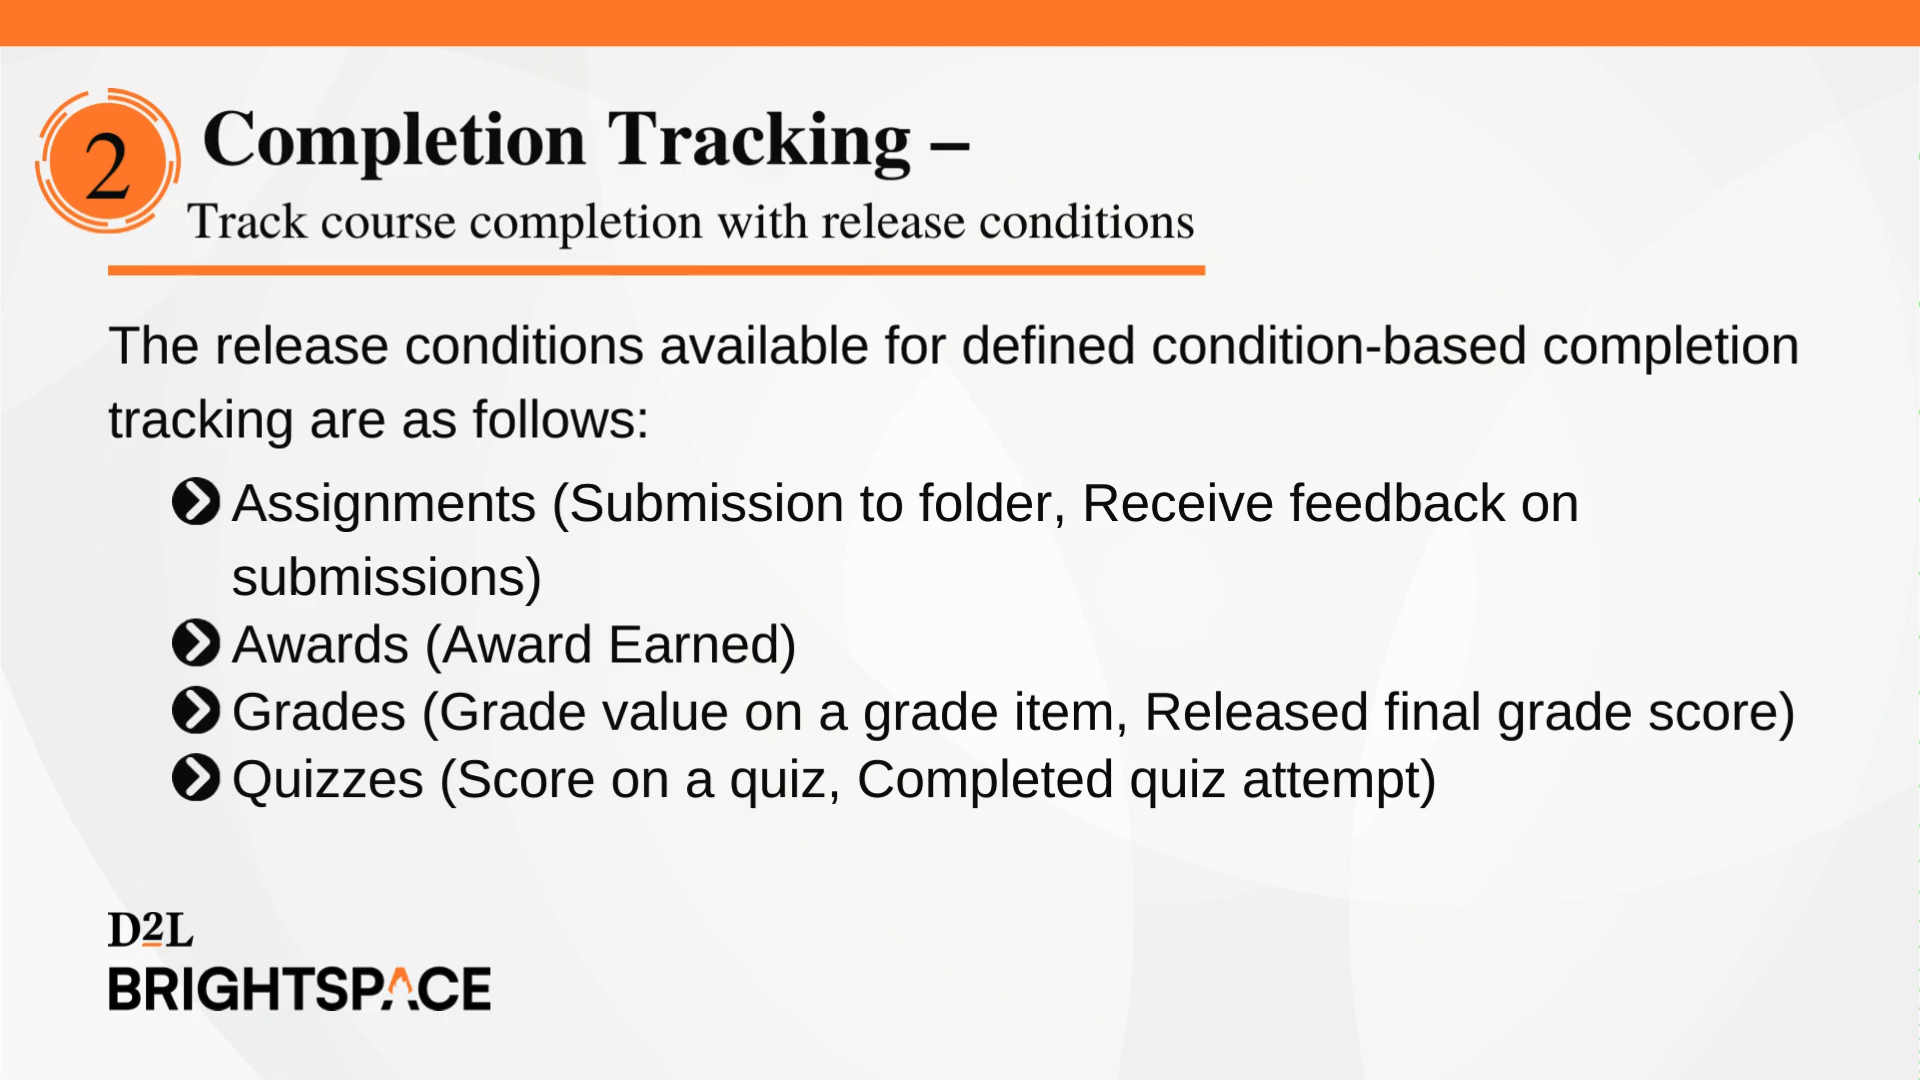 2
Completion Tracking –
Track course completion with release conditions
The release conditions available for defined condition-based completion
tracking are as follows:
Assignments (Submission to folder, Receive feedback on
submissions)
Awards (Award Earned)
Grades (Grade value on a grade item, Released final grade score)
Quizzes (Score on a quiz, Completed quiz attempt)
D2L
BRIGHTSPACE